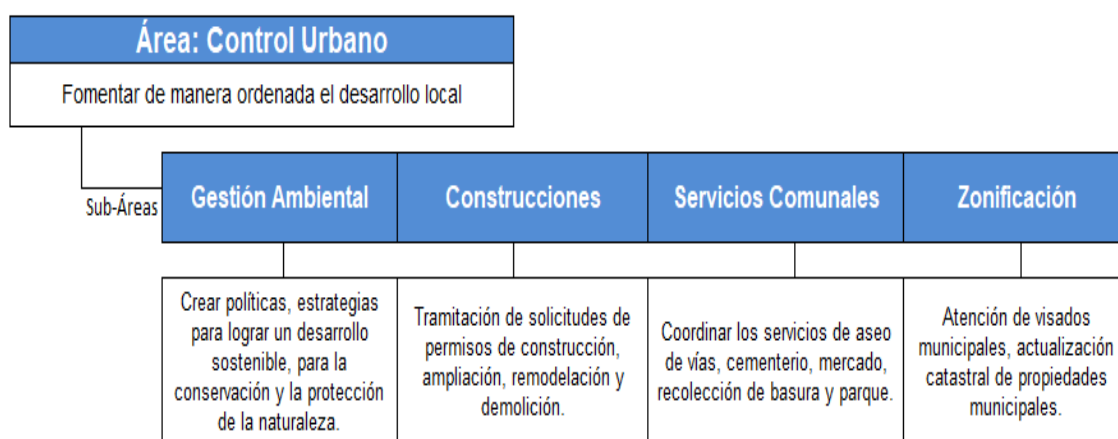 Área: Control Urbano
Fomentar de manera ordenada el desarrollo local
Sub-Áreas
Gestión Ambiental
Construcciones
Servicios Comunales
Zonificación
Crear políticas, estrategias
para lograr un desarrollo
sostenible, para la
conservación y la protección
de la naturaleza.
Tramitación de solicitudes de
permisos de construcción,
ampliación, remodelación y
demolición.
Coordinar los servicios de aseo
de vías, cementerio, mercado,
recolección de basura y parque.
Atención de visados
municipales, actualización
catastral de propiedades
municipales.